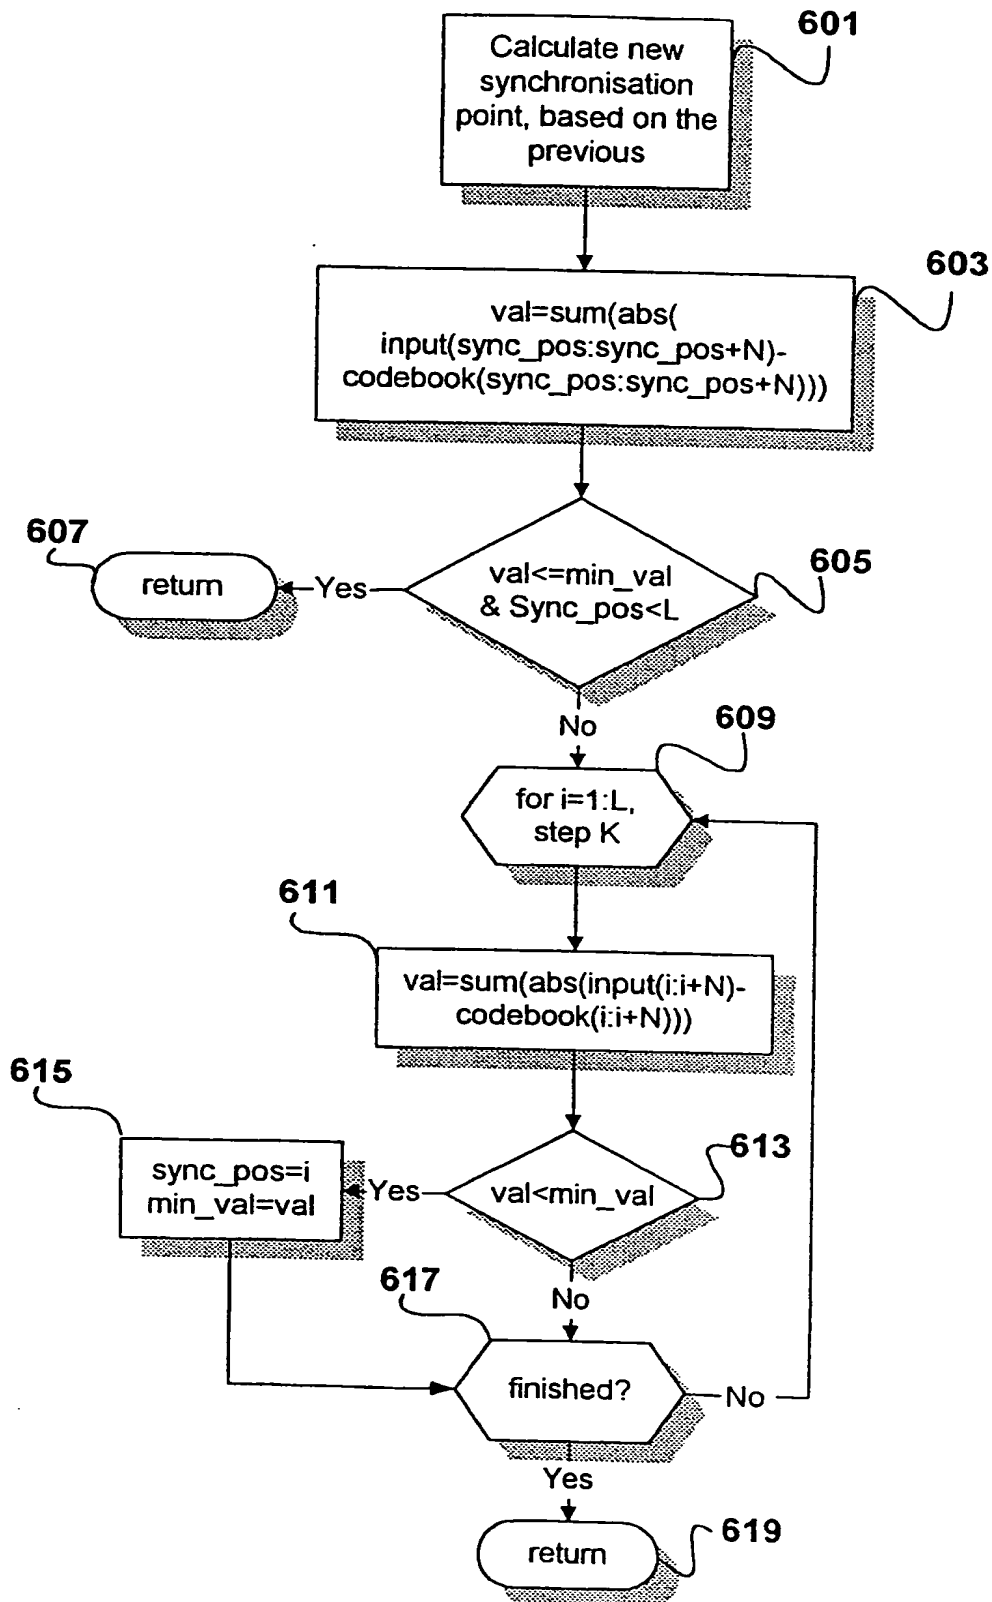 601
Calculate new
synchronisation
point, based on the
previous
603
val=sum(abs(
input(sync_pos:sync_pos+N)-
codebook(sync_pos:sync_pos+N)))
605
val<=min_val
& Sync_pos<L
Yes
607
return
No
609
for i=1:L,
step K
611
val=sum(abs(input(i:i+N)-
codebook(i:i+N)))
613
val<min_val
Yes
615
sync_pos=i
min_val=val
No
617
finished?
No
Yes
return
619